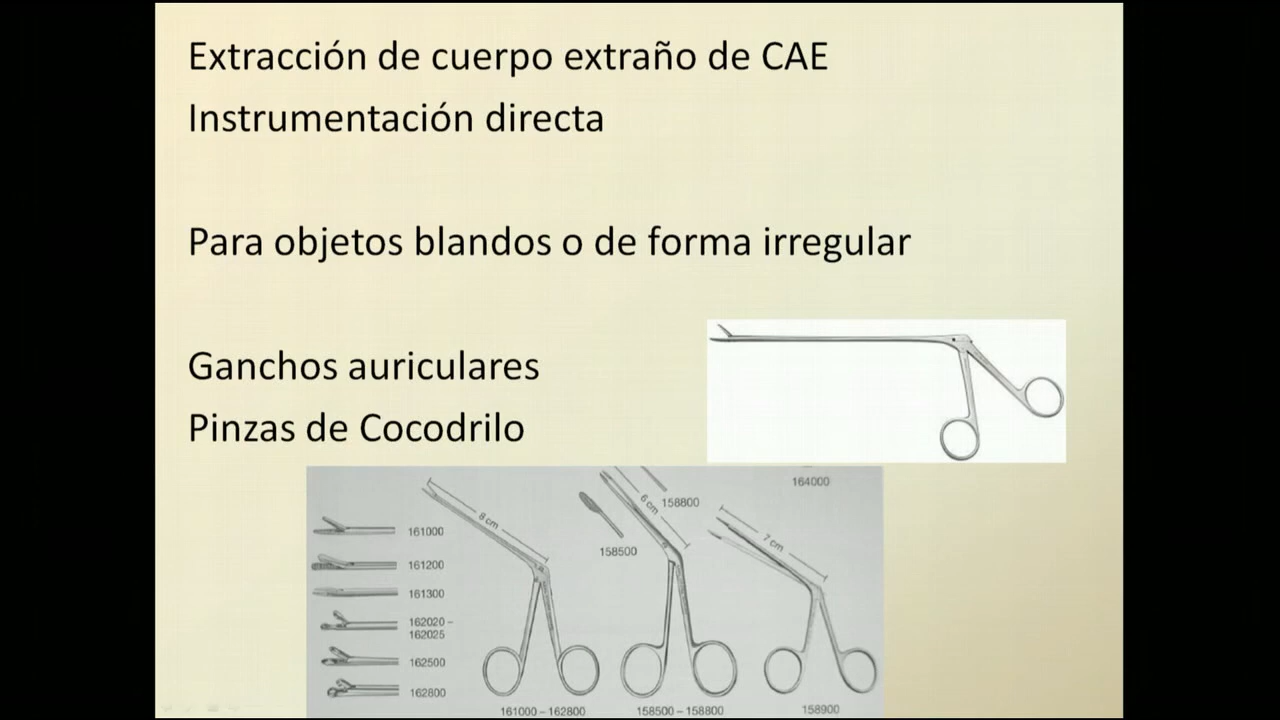 Extracción de cuerpo extraño de CAE
Instrumentación directa
Para objetos blandos o de forma irregular
Ganchos auriculares
Pinzas de Cocodrilo
164000
158800
6 cm
8 cm
7 cm
158500
161000
161200
161300
162020 –
162025
162500
162800
161000 – 162800
158500 – 158800
158900